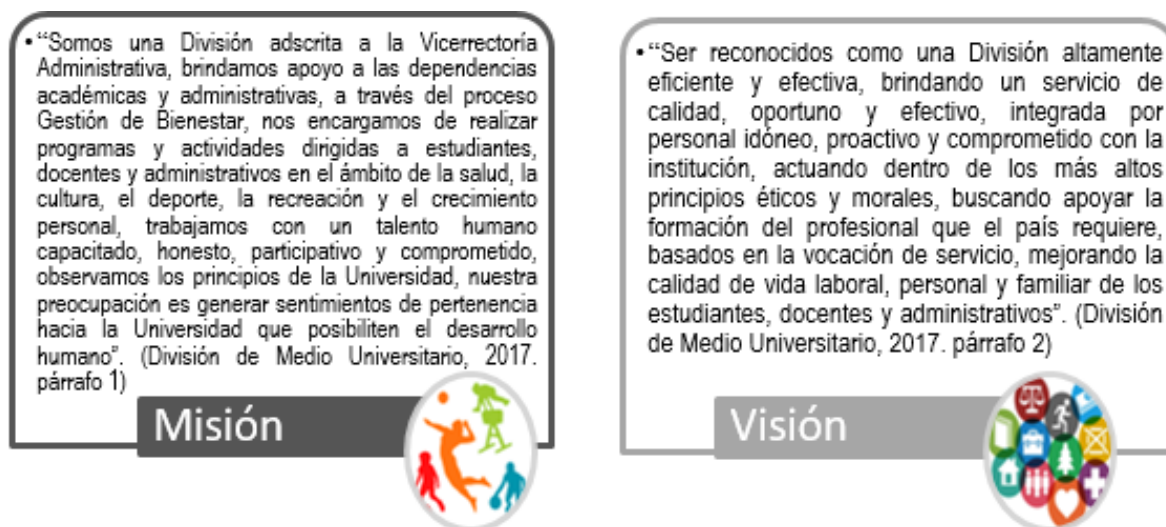 •“Somos una División adscrita a la Vicerrectoría
Administrativa, brindamos apoyo a las dependencias
académicas y administrativas, a través del proceso
Gestión de Bienestar, nos encargamos de realizar
programas y actividades dirigidas a estudiantes,
docentes y administrativos en el ámbito de la salud, la
cultura, el deporte, la recreación y el crecimiento
personal, trabajamos con un talento humano
capacitado, honesto, participativo y comprometido,
observamos los principios de la Universidad, nuestra
preocupación es generar sentimientos de pertenencia
hacia la Universidad que posibiliten el desarrollo
humano”. (División de Medio Universitario, 2017.
párrafo 1)
Misión
•“Ser reconocidos como una División altamente
eficiente y efectiva, brindando un servicio de
calidad, oportuno y efectivo, integrada por
personal idóneo, proactivo y comprometido con la
institución, actuando dentro de los más altos
principios éticos y morales, buscando apoyar la
formación del profesional que el país requiere,
basados en la vocación de servicio, mejorando la
calidad de vida laboral, personal y familiar de los
estudiantes, docentes y administrativos”. (División
de Medio Universitario, 2017. párrafo 2)
Visión